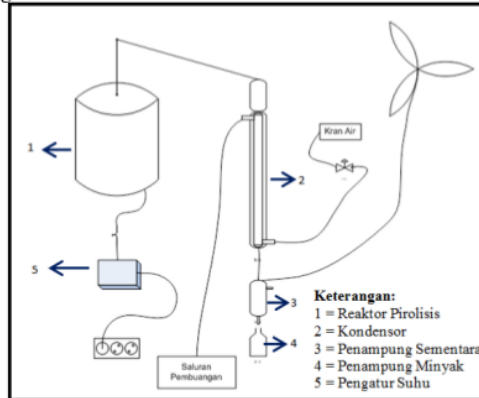 Kran Air
1
2
5
3
4
Saluran
Pembuangan
Keterangan:
1 = Reaktor Pirolisis
2 = Kondensor
3 = Penampung Sementara
4 = Penampung Minyak
5 = Pengatur Suhu